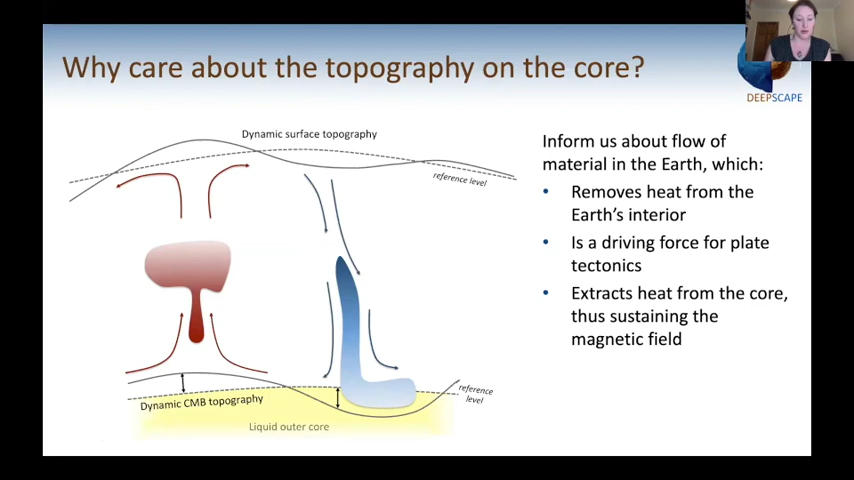 Why care about the topography on the core?
DEEPSCAPE
Dynamic surface topography
reference level
Dynamic CMB topography
reference
level
Liquid outer core
Inform us about flow of
material in the Earth, which:
• Removes heat from the
Earth's interior
• Is a driving force for plate
tectonics
• Extracts heat from the core,
thus sustaining the
magnetic field